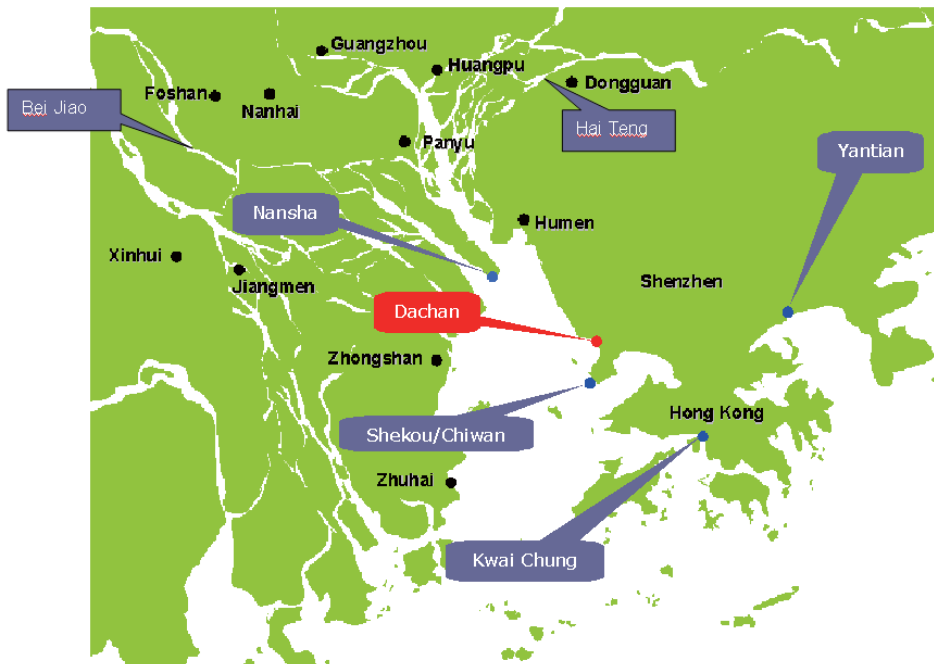 Guangzhou
Huangpu
Bei Jiao
Foshan
Nanhai
Dongguan
Hai Teng
Panyu
Yantian
Nansha
Humen
Xinhui
Jiangmen
Shenzhen
Dachan
Zhongshan
Hong Kong
Shekou/Chiwan
Zhuhai
Kwai Chung